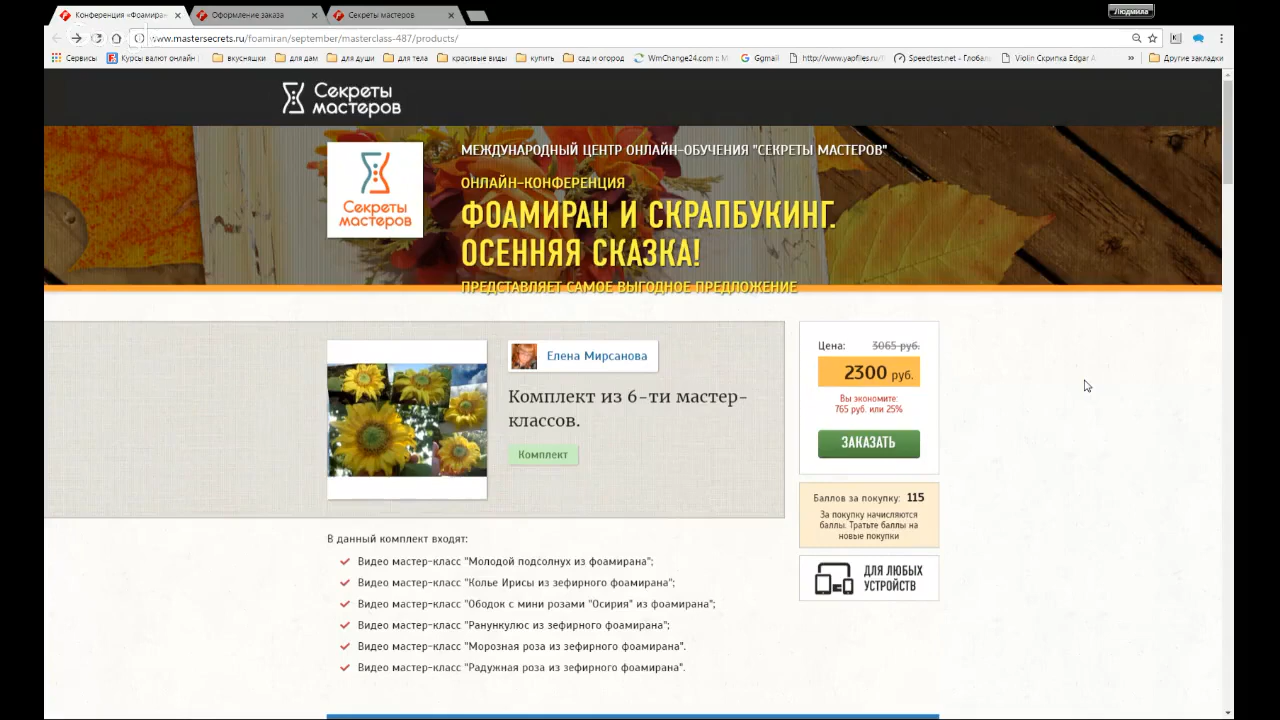 Конференция «Фоамиран
Оформление заказа
Секреты мастеров
Людмила
www.mastersecrets.ru/foamiran/september/masterclass-487/products/
Сервисы
Курсы валют онлайн
вкусняшки
для дам
для души
для тела
красивые виды
купить
сад и огород
WmChange24.com :: М
Ggmail
http://www.yapfiles.ru/f
Speedtest.net - Глобаль
Violin Скрипка Edgar A
»
Другие закладки
Секреты мастеров
МЕЖДУНАРОДНЫЙ ЦЕНТР ОНЛАЙН-ОБУЧЕНИЯ "СЕКРЕТЫ МАСТЕРОВ"
ОНЛАЙН-КОНФЕРЕНЦИЯ
ФОАМИРАН И СКРАПБУКИНГ.
ОСЕННЯЯ СКАЗКА!
ПРЕДСТАВЛЯЕТ САМОЕ ВЫГОДНОЕ ПРЕДЛОЖЕНИЕ
Секреты
мастеров
Елена Мирсанова
Комплект из 6-ти мастер-
классов.
Комплект
Цена: 3065 руб.
2300 руб.
Вы экономите:
765 руб. или 25%
ЗАКАЗАТЬ
Баллов за покупку: 115
За покупку начисляются
баллы. Тратьте баллы на
новые покупки
ДЛЯ ЛЮБЫХ
УСТРОЙСТВ
В данный комплект входят:
Видео мастер-класс "Молодой подсолнух из фоамирана";
Видео мастер-класс "Колье Ирисы из зефирного фоамирана";
Видео мастер-класс "Ободок с мини розами "Осирия" из фоамирана";
Видео мастер-класс "Ранункулюс из зефирного фоамирана";
Видео мастер-класс "Морозная роза из зефирного фоамирана".
Видео мастер-класс "Радужная роза из зефирного фоамирана".